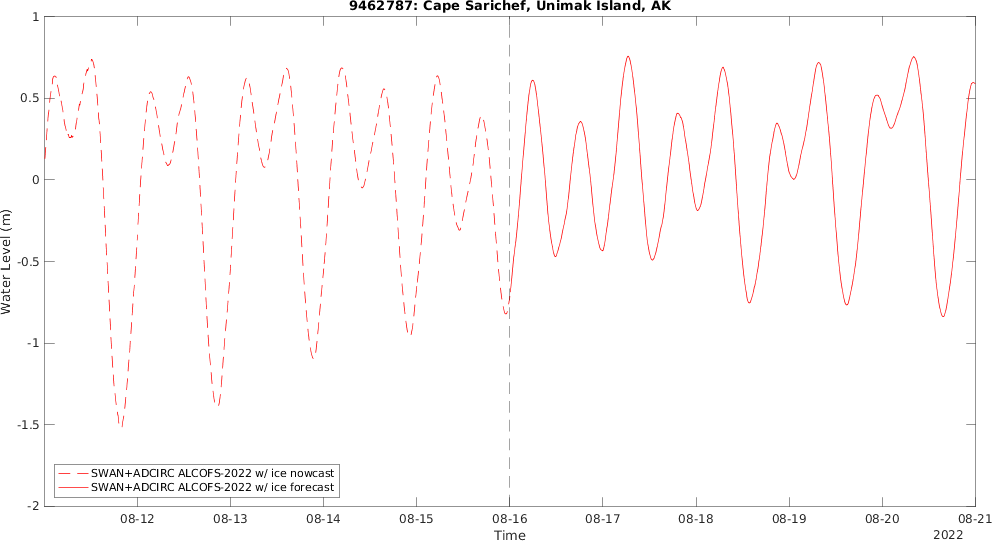 9462787: Cape Sarichef, Unimak Island, AK
1
0.5
0
-0.5
-1
-1.5
-2
Water Level (m)
SWAN+ADCIRC ALCOFS-2022 w/ ice nowcast
SWAN+ADCIRC ALCOFS-2022 w/ ice forecast
08-12 08-13 08-14 08-15 08-16 08-17 08-18 08-19 08-20 08-21
Time
2022